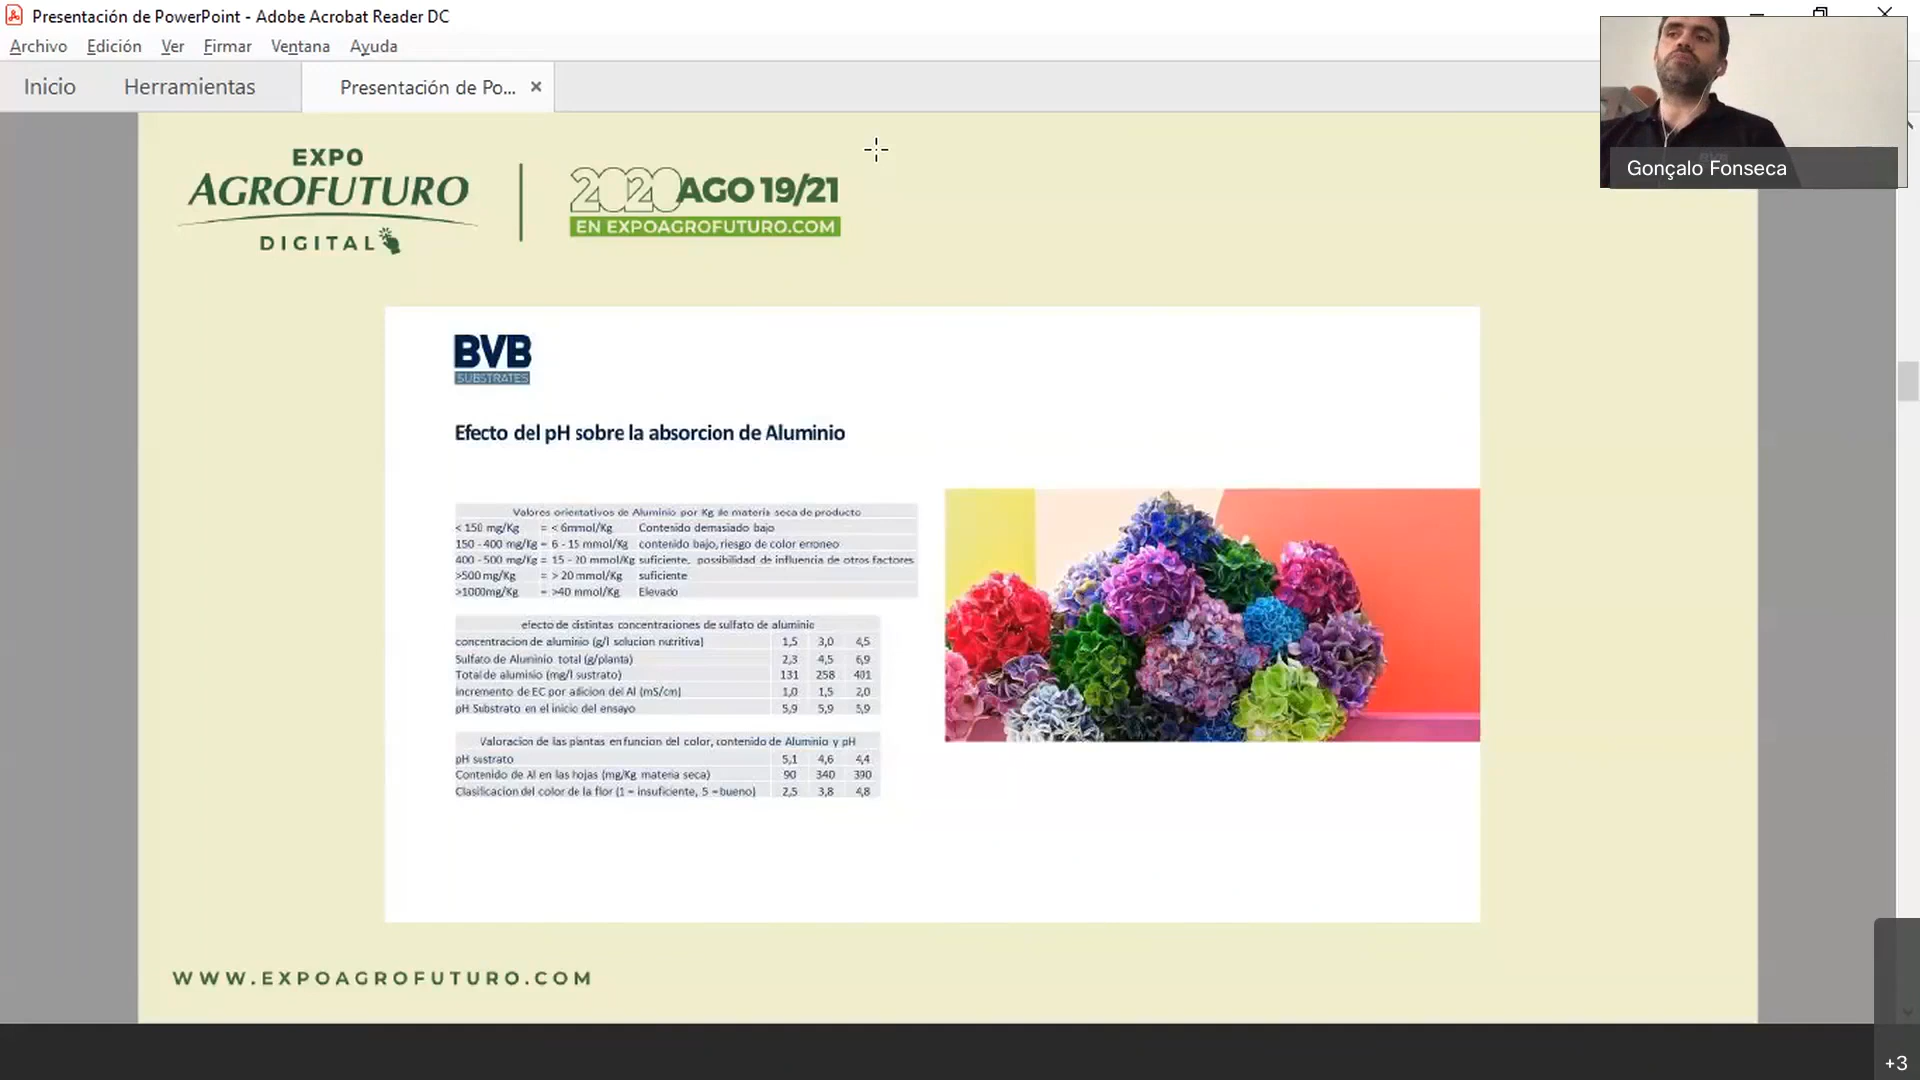 Presentación de PowerPoint - Adobe Acrobat Reader DC
Archivo Edición Ver Firmar Ventana Ayuda
Inicio Herramientas Presentación de Po... ×
Gonçalo Fonseca
EXPO
AGROFUTURO
DIGITAL
2020 AGO 19/21
EN EXPOAGROFUTURO.COM
BVB
SUBSTRATES
Efecto del pH sobre la absorcion de Aluminio
Valores orientativos de Aluminio por Kg de materia seca de producto
< 150 mg/Kg = < 6mmol/Kg Contenido demasiado bajo
150 - 400 mg/Kg = 6 - 15 mmol/Kg contenido bajo, riesgo de color erroneo
400 - 500 mg/Kg = 15 - 20 mmol/Kg suficiente, possibilidad de influencia de otros factores
>500 mg/Kg = > 20 mmol/Kg suficiente
>1000mg/Kg = >40 mmol/Kg Elevado
efecto de distintas concentraciones de sulfato de aluminio
concentracion de aluminio (g/l solucion nutritiva) 1,5 3,0 4,5
Sulfato de Aluminio total (g/planta) 2,3 4,5 6,9
Total de aluminio (mg/l sustrato) 131 258 401
incremento de EC por adicion del Al (mS/cm) 1,0 1,5 2,0
pH Substrato en el inicio del ensayo 5,9 5,9 5,9
Valoracion de las plantas en funcion del color, contenido de Aluminio y pH
pH sustrato 5,1 4,6 4,4
Contenido de Al en las hojas (mg/Kg materia seca) 90 340 390
Clasificacion del color de la flor (1 = insuficiente, 5 =bueno) 2,5 3,8 4,8
WWW.EXPOAGROFUTURO.COM
+3